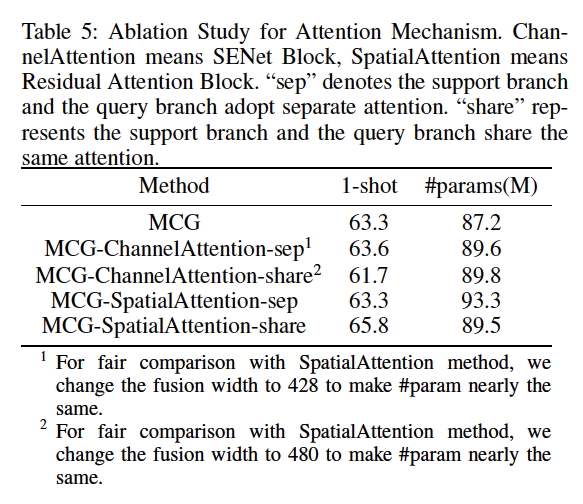 Table 5: Ablation Study for Attention Mechanism. Chan-
nelAttention means SENet Block, SpatialAttention means
Residual Attention Block. “sep” denotes the support branch
and the query branch adopt separate attention. “share” rep-
resents the support branch and the query branch share the
same attention.
Method 1-shot #params(M)
MCG 63.3 87.2
MCG-ChannelAttention-sep¹ 63.6 89.6
MCG-ChannelAttention-share² 61.7 89.8
MCG-SpatialAttention-sep 63.3 93.3
MCG-SpatialAttention-share 65.8 89.5
¹ For fair comparison with SpatialAttention method, we
change the fusion width to 428 to make #param nearly the
same.
² For fair comparison with SpatialAttention method, we
change the fusion width to 480 to make #param nearly the
same.